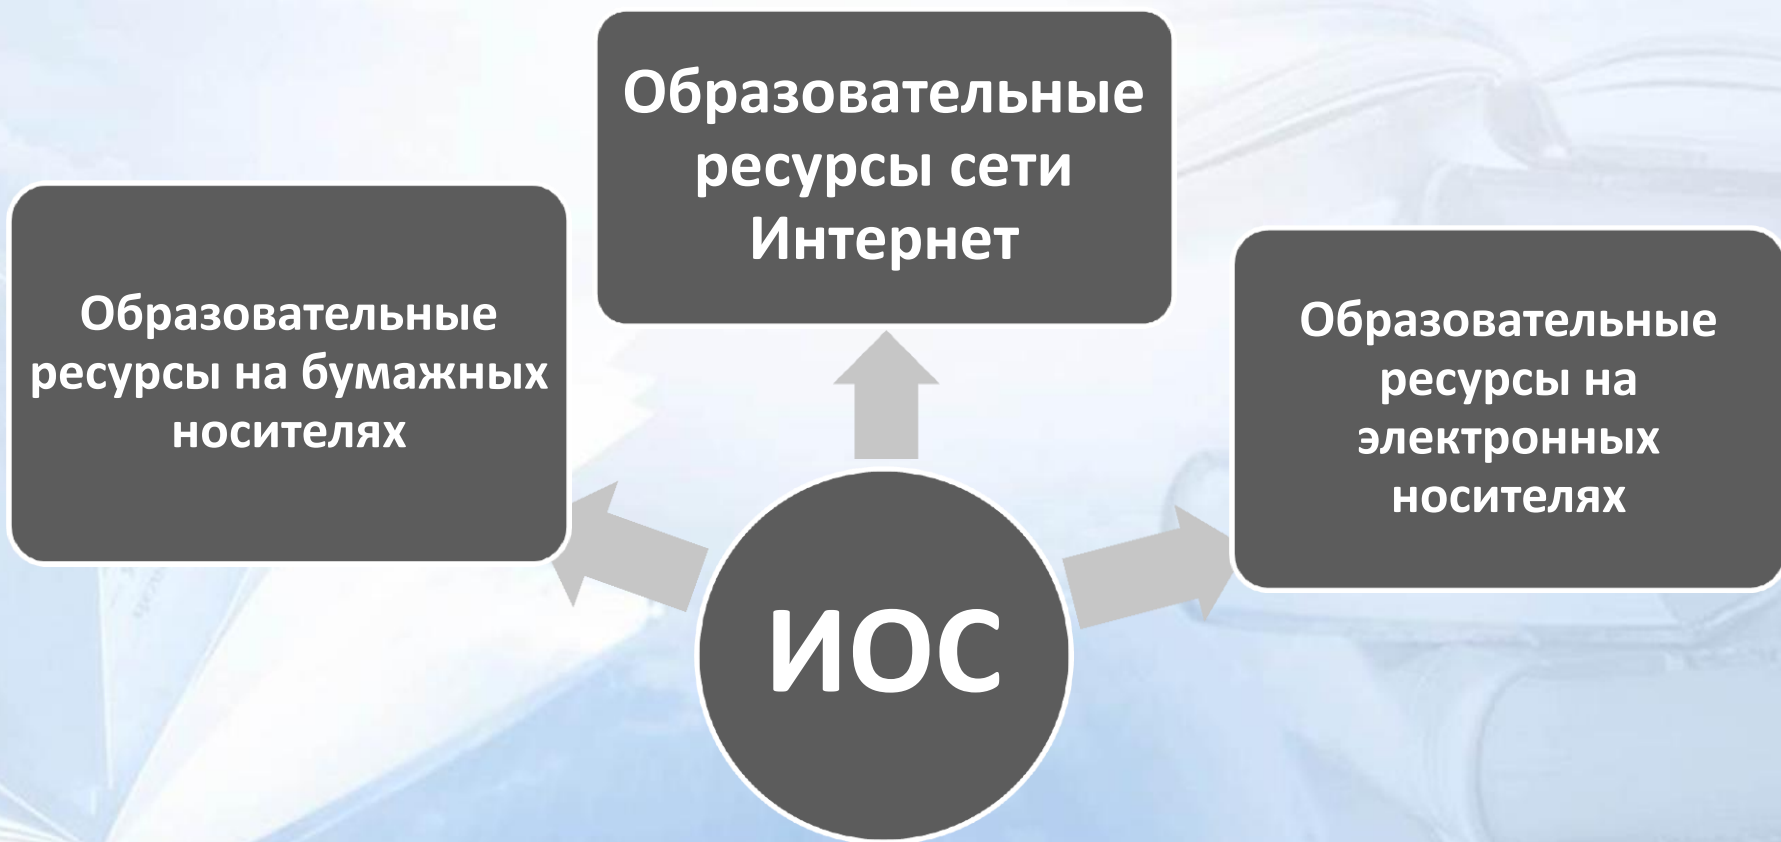 Образовательные
ресурсы сети
Интернет
Образовательные
ресурсы на бумажных
носителях
Образовательные
ресурсы на
электронных
носителях
ИОС